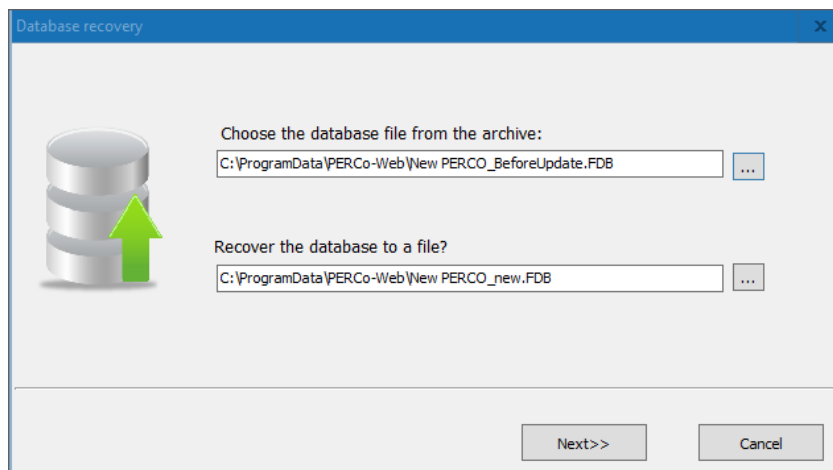 Database recovery
x
Choose the database file from the archive:
C:\ProgramData\PERCo-Web\New PERCO_BeforeUpdate.FDB
...
Recover the database to a file?
C:\ProgramData\PERCo-Web\New PERCO_new.FDB
...
Next>>
Cancel